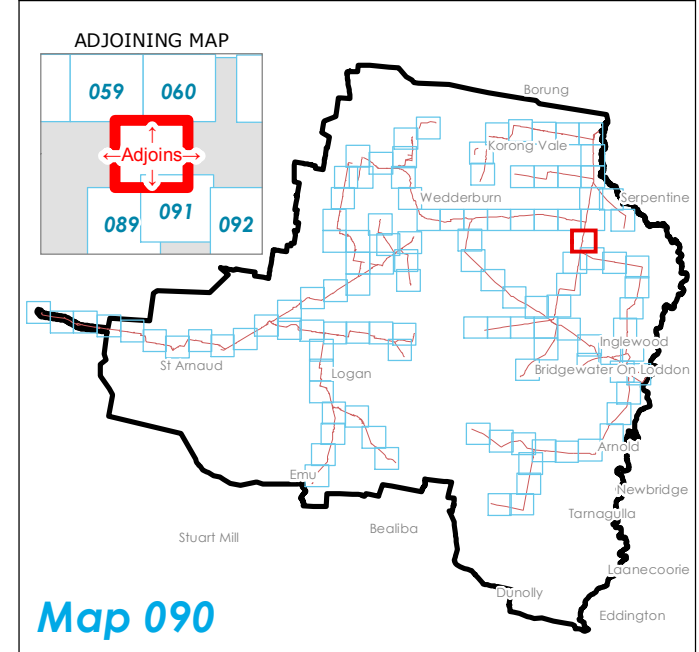 ADJOINING MAP
059 060
Adjoins
089 091 092
Borung
Korong Vale
Wedderburn
Serpentine
Inglewood
Bridgewater On Loddon
St Arnaud
Logan
Arnold
Emu
Newbridge
Tarnagulla
Bealiba
Stuart Mill
Laanecoorie
Dunolly
Eddington
Map 090